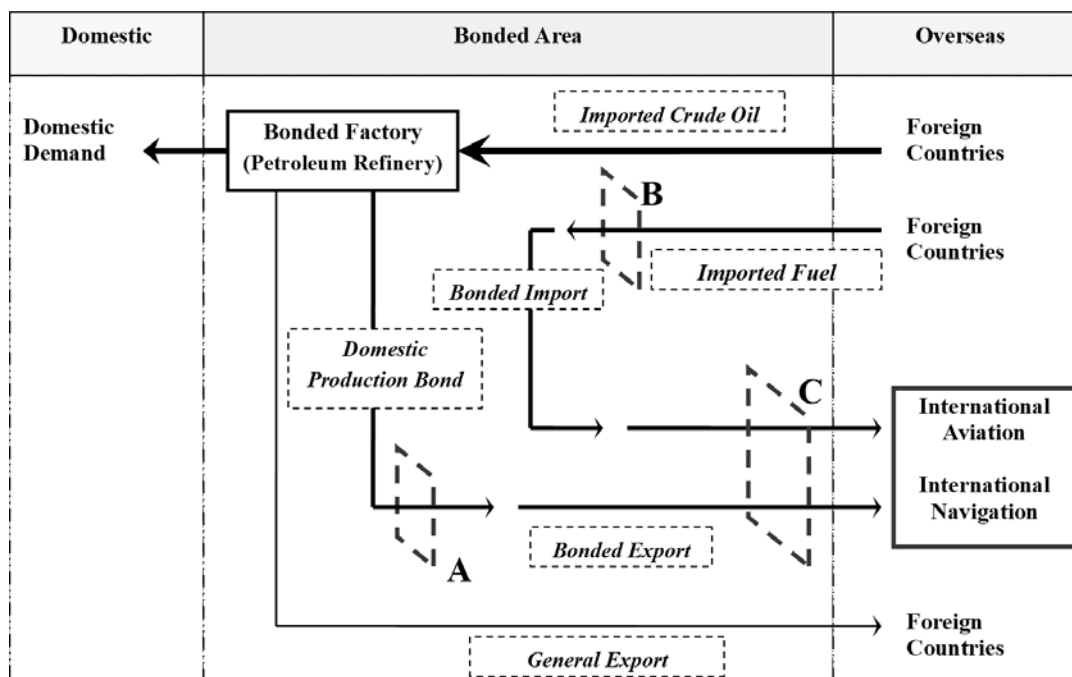 Domestic
Bonded Area
Overseas
Domestic
Demand
Bonded Factory
(Petroleum Refinery)
Imported Crude Oil
Foreign
Countries
B
Foreign
Countries
Imported Fuel
Bonded Import
Domestic
Production Bond
C
International
Aviation
International
Navigation
A
Bonded Export
Foreign
Countries
General Export